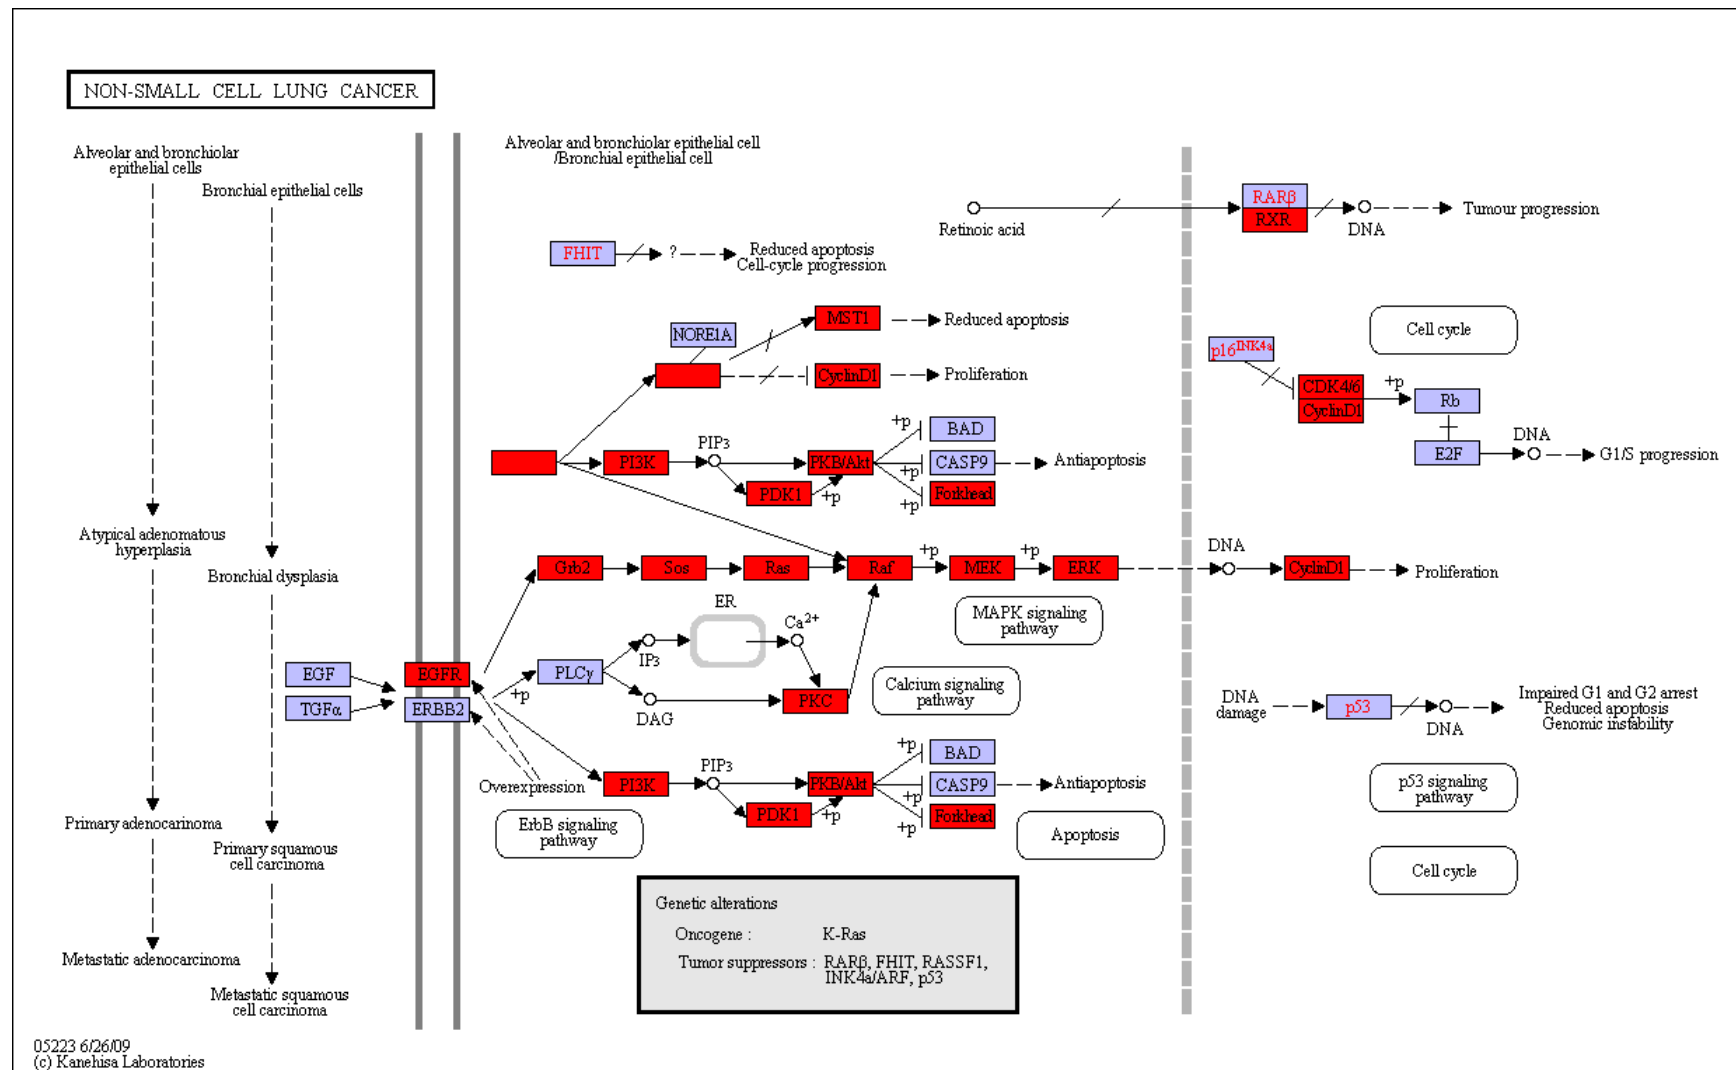 NON-SMALL CELL LUNG CANCER
Alveolar and bronchiolar
epithelial cells
Bronchial epithelial cells
Atypical adenomatous
hyperplasia
Bronchial dysplasia
Primary adenocarinoma
Primary squamous
cell carcinoma
Metastatic adenocarcinoma
Metastatic squamous
cell carcinoma
Alveolar and bronchiolar epithelial cell
/Bronchial epithelial cell
Retinoic acid
RARβ
RXR
DNA
Tumour progression
FHIT
?
Reduced apoptosis
Cell-cycle progression
NORE1A
MST1
Reduced apoptosis
CyclinD1
Proliferation
Cell cycle
p16INK4a
CDK4/6
CyclinD1
+p
Rb
E2F
DNA
G1/S progression
PI3K
PIP3
PDK1
+p
PKB/Akt
+p
+p
+p
BAD
CASP9
Forkhead
Antiapoptosis
Grb2
Sos
Ras
Raf
+p
MEK
+p
ERK
DNA
CyclinD1
Proliferation
MAPK signaling
pathway
EGF
TGFα
EGFR
ERBB2
Overexpression
+p
PLCγ
IP3
DAG
ER
Ca2+
PKC
Calcium signaling
pathway
DNA
damage
p53
DNA
Impaired G1 and G2 arrest
Reduced apoptosis
Genomic instability
p53 signaling
pathway
Cell cycle
PI3K
PIP3
PDK1
+p
PKB/Akt
+p
+p
+p
BAD
CASP9
Forkhead
Antiapoptosis
ErbB signaling
pathway
Apoptosis
Genetic alterations
Oncogene : K-Ras
Tumor suppressors : RARβ, FHIT, RASSF1,
INK4a/ARF, p53
05223 6/26/09
(c) Kanehisa Laboratories